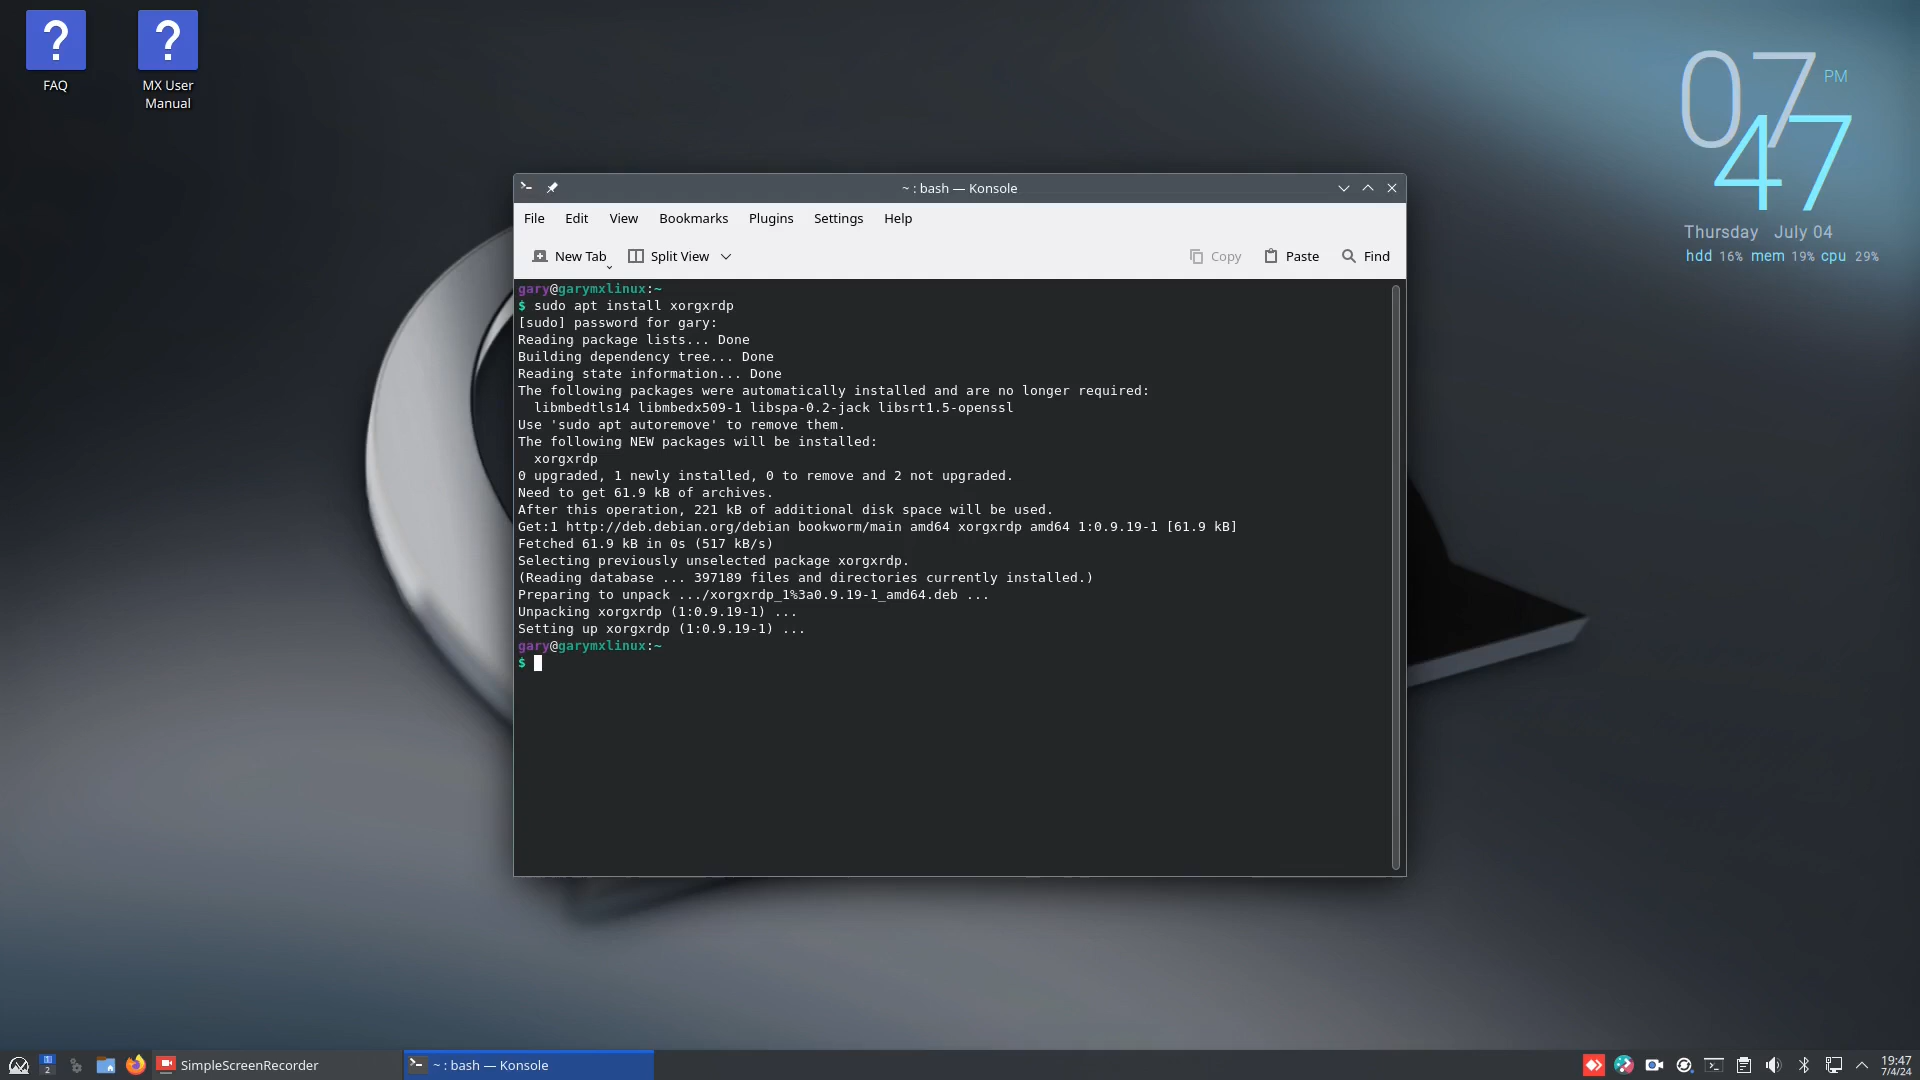 FAQ
MX User
Manual
07
PM
47
Thursday July 04
hdd 16% mem 19% cpu 29%
~ : bash — Konsole
File Edit View Bookmarks Plugins Settings Help
New Tab Split View Copy Paste Find
gary@garymxlinux:~
$ sudo apt install xorgxrdp
[sudo] password for gary:
Reading package lists... Done
Building dependency tree... Done
Reading state information... Done
The following packages were automatically installed and are no longer required:
  libmbedtls14 libmbedx509-1 libspa-0.2-jack libsrt1.5-openssl
Use 'sudo apt autoremove' to remove them.
The following NEW packages will be installed:
  xorgxrdp
0 upgraded, 1 newly installed, 0 to remove and 2 not upgraded.
Need to get 61.9 kB of archives.
After this operation, 221 kB of additional disk space will be used.
Get:1 http://deb.debian.org/debian bookworm/main amd64 xorgxrdp amd64 1:0.9.19-1 [61.9 kB]
Fetched 61.9 kB in 0s (517 kB/s)
Selecting previously unselected package xorgxrdp.
(Reading database ... 397189 files and directories currently installed.)
Preparing to unpack .../xorgxrdp_1%3a0.9.19-1_amd64.deb ...
Unpacking xorgxrdp (1:0.9.19-1) ...
Setting up xorgxrdp (1:0.9.19-1) ...
gary@garymxlinux:~
$
1
2
SimpleScreenRecorder
~ : bash — Konsole
19:47
7/4/24